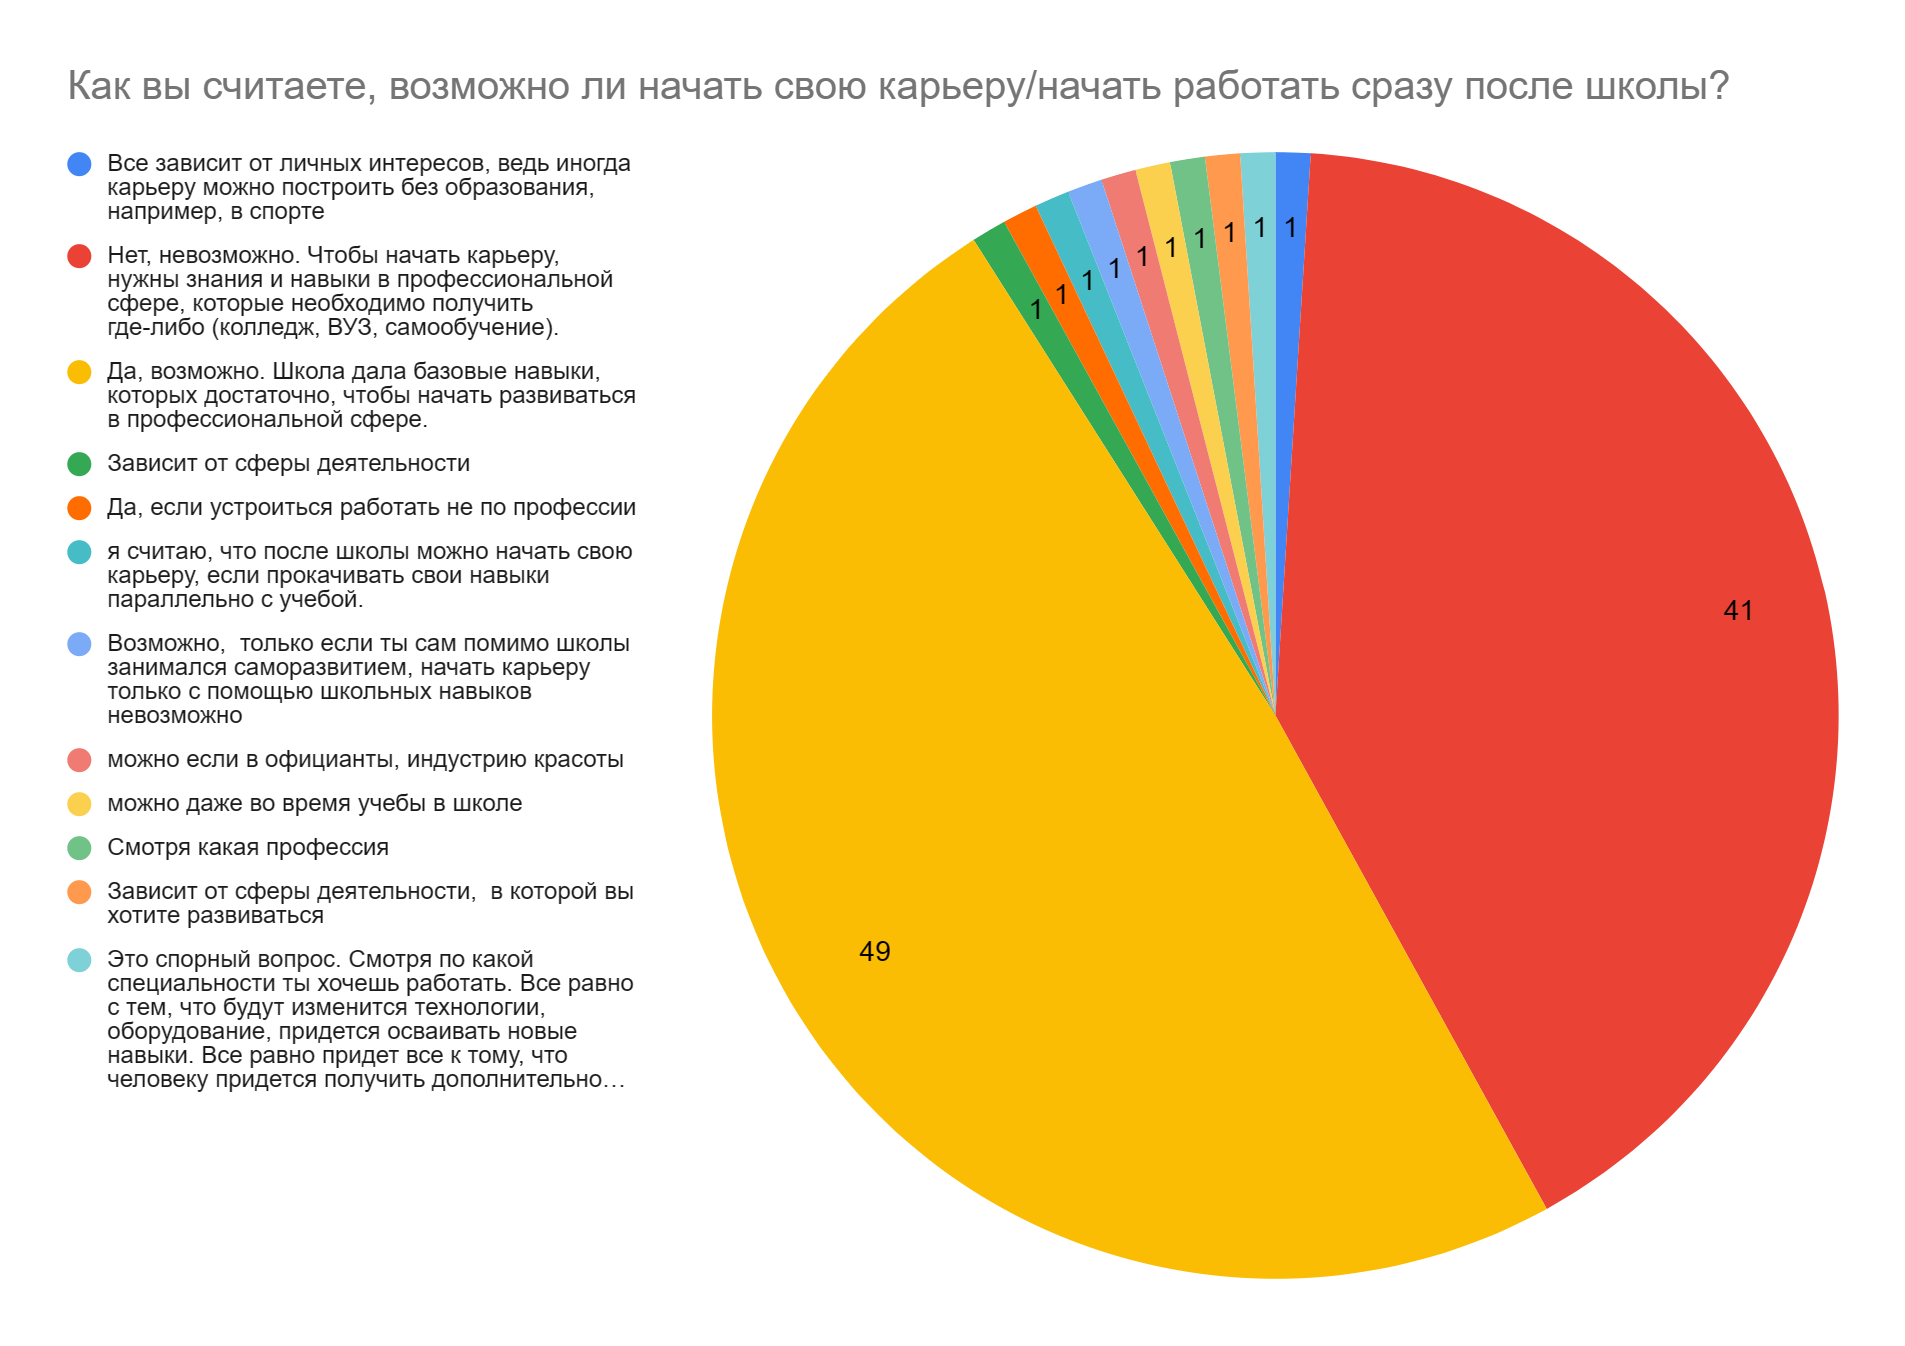 Как вы считаете, возможно ли начать свою карьеру/начать работать сразу после школы?
Все зависит от личных интересов, ведь иногда
карьеру можно построить без образования,
например, в спорте
Нет, невозможно. Чтобы начать карьеру,
нужны знания и навыки в профессиональной
сфере, которые необходимо получить
где-либо (колледж, ВУЗ, самообучение).
Да, возможно. Школа дала базовые навыки,
которых достаточно, чтобы начать развиваться
в профессиональной сфере.
Зависит от сферы деятельности
Да, если устроиться работать не по профессии
я считаю, что после школы можно начать свою
карьеру, если прокачивать свои навыки
параллельно с учебой.
Возможно,  только если ты сам помимо школы
занимался саморазвитием, начать карьеру
только с помощью школьных навыков
невозможно
можно если в официанты, индустрию красоты
можно даже во время учебы в школе
Смотря какая профессия
Зависит от сферы деятельности,  в которой вы
хотите развиваться
Это спорный вопрос. Смотря по какой
специальности ты хочешь работать. Все равно
с тем, что будут изменится технологии,
оборудование, придется осваивать новые
навыки. Все равно придет все к тому, что
человеку придется получить дополнительно…
1
1
1
1
1
1
1
1
1
1
41
49